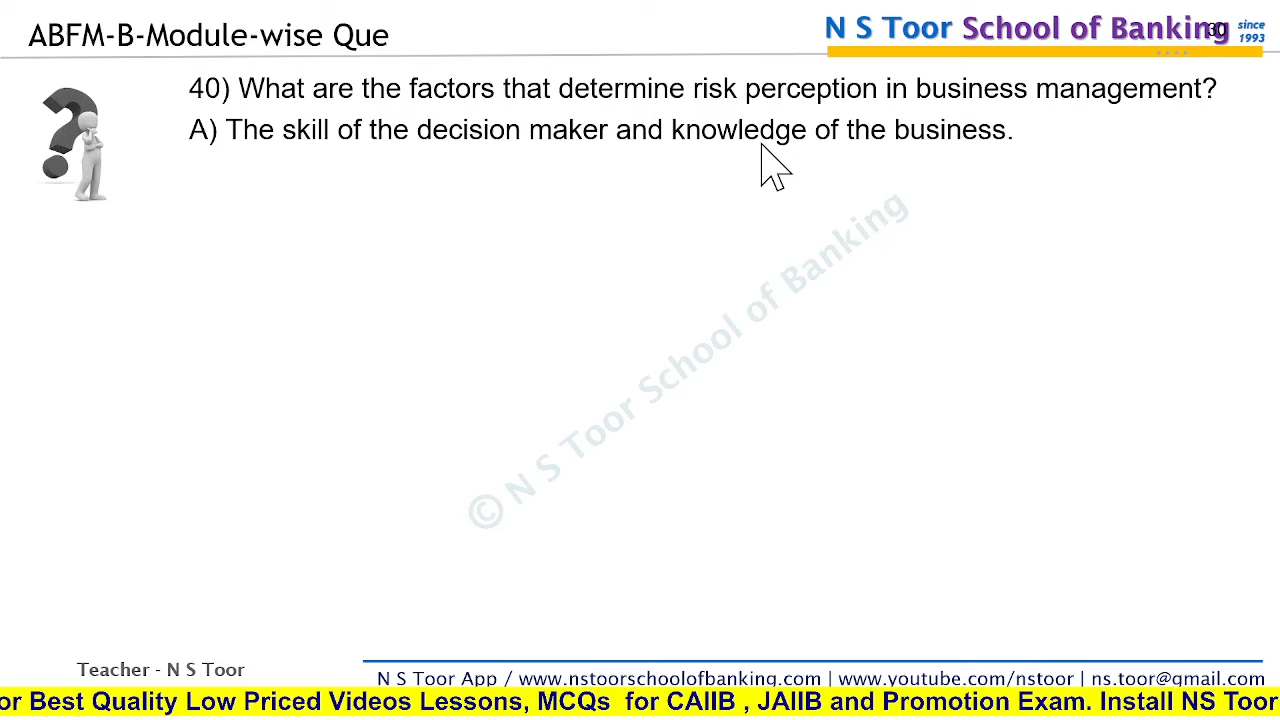 ABFM-B-Module-wise Que
N S Toor School of Banking since 1993
30
40) What are the factors that determine risk perception in business management?
A) The skill of the decision maker and knowledge of the business.
© N S Toor School of Banking
Teacher - N S Toor
N S Toor App / www.nstoorschoolofbanking.com | www.youtube.com/nstoor | ns.toor@gmail.com
or Best Quality Low Priced Videos Lessons, MCQs for CAIIB , JAIIB and Promotion Exam. Install NS Toor